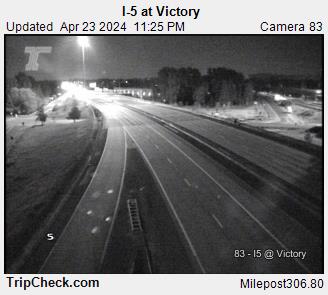 I-5 at Victory
Updated Apr 23 2024 11:25 PM Camera 83
T
S
83 - I5 @ Victory
TripCheck.com Milepost306.80